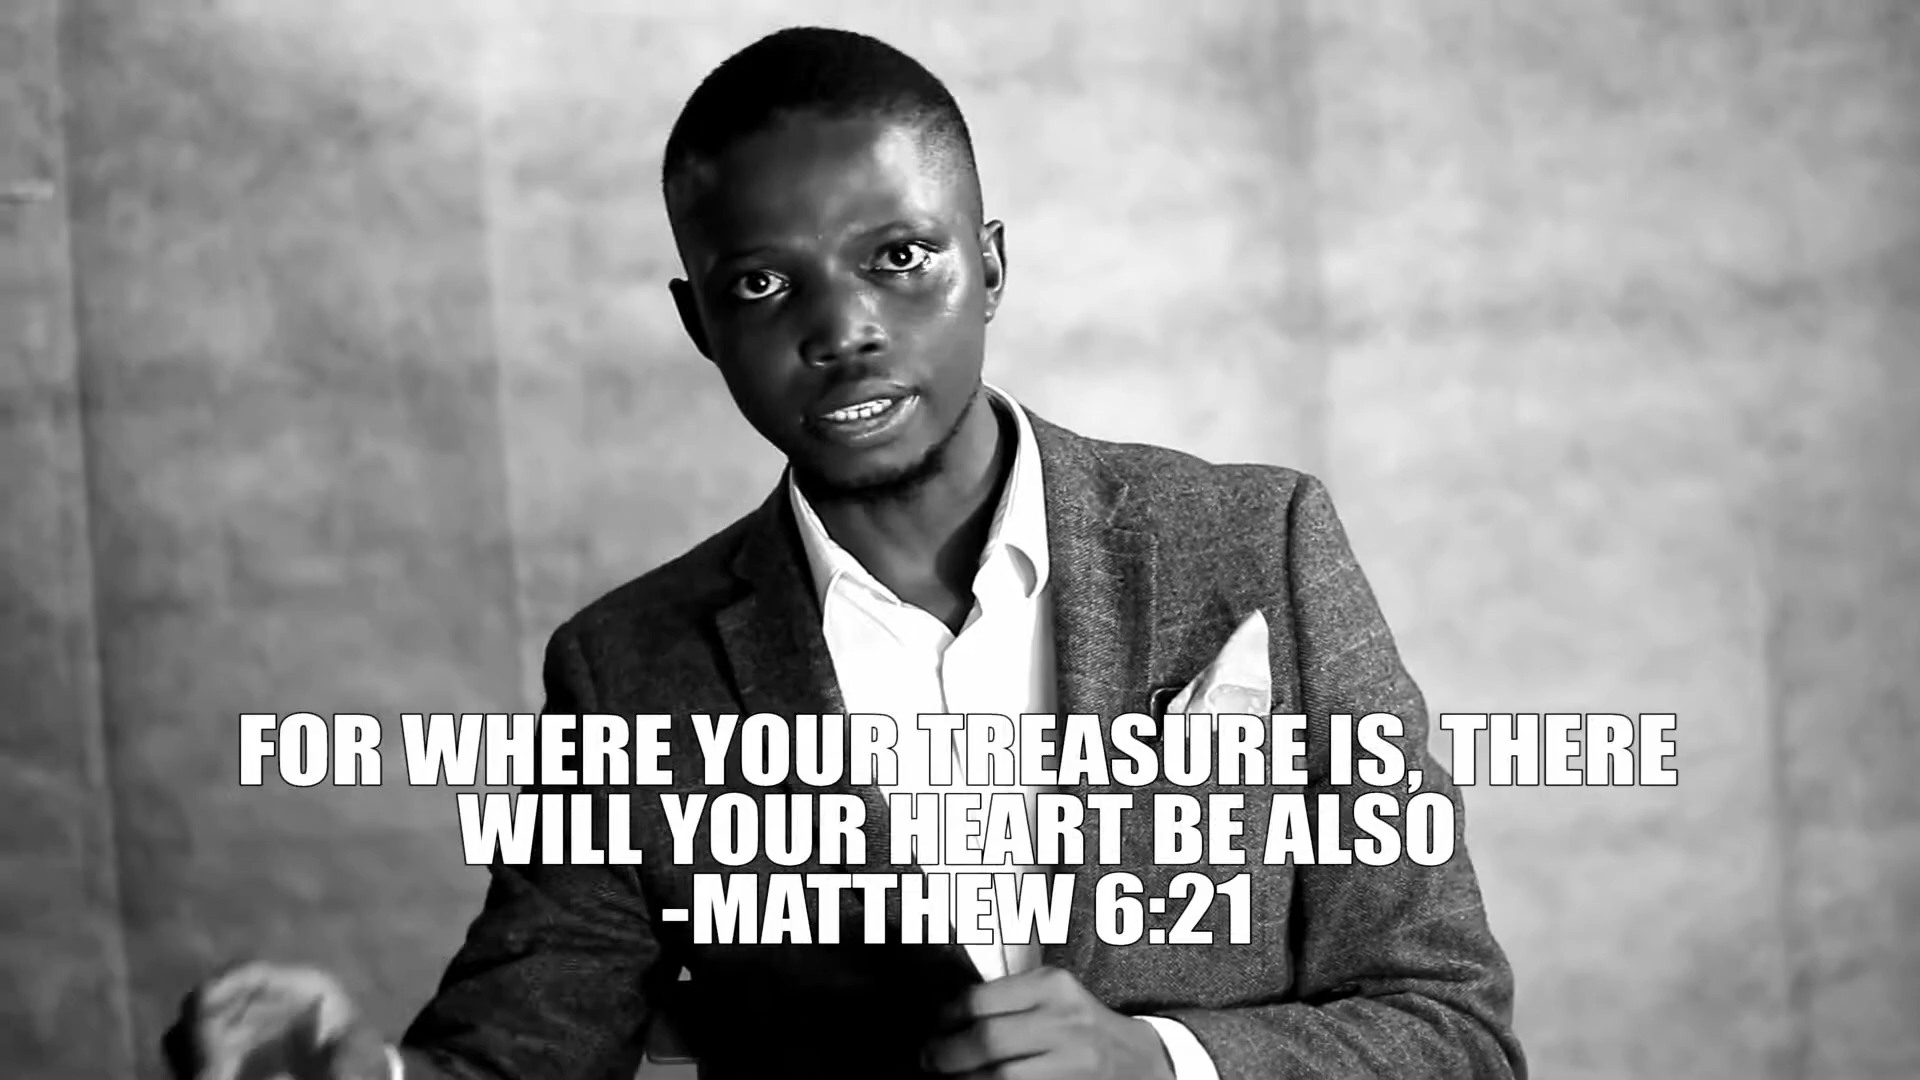 FOR WHERE YOUR TREASURE IS, THERE
WILL YOUR HEART BE ALSO
-MATTHEW 6:21